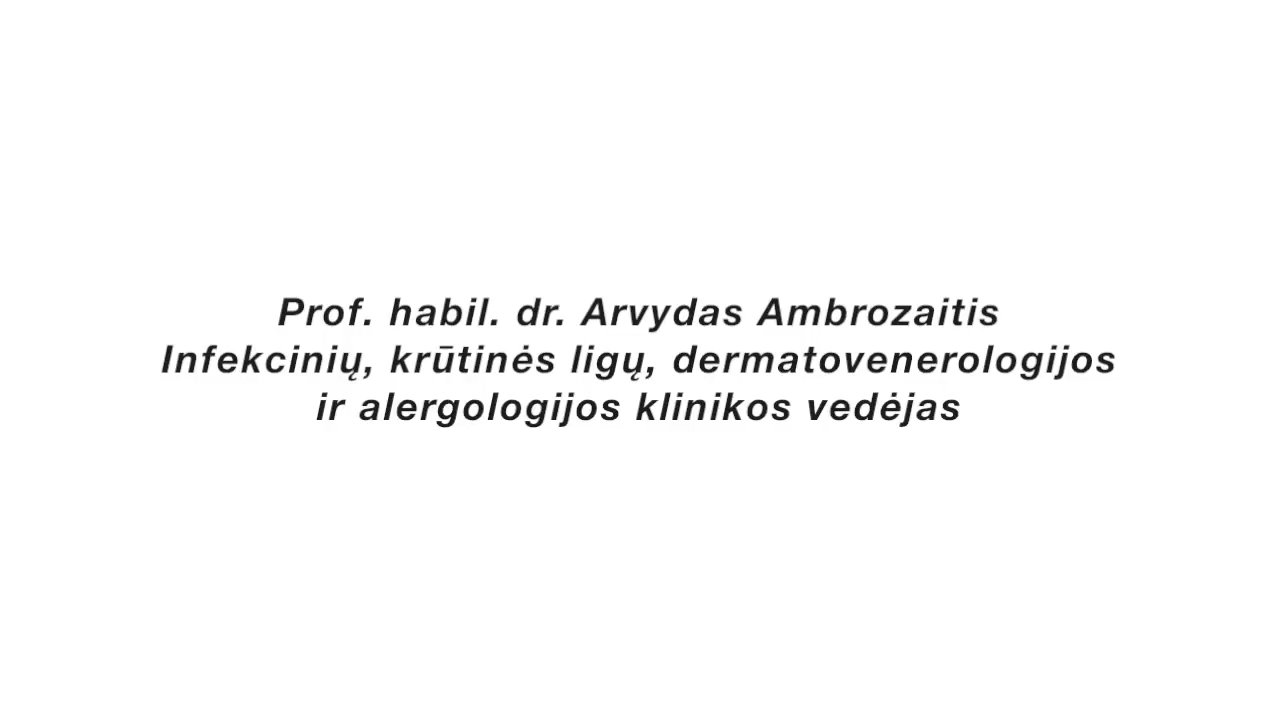 Prof. habil. dr. Arvydas Ambrozaitis
Infekcinių, krūtinės ligų, dermatovenerologijos
ir alergologijos klinikos vedėjas